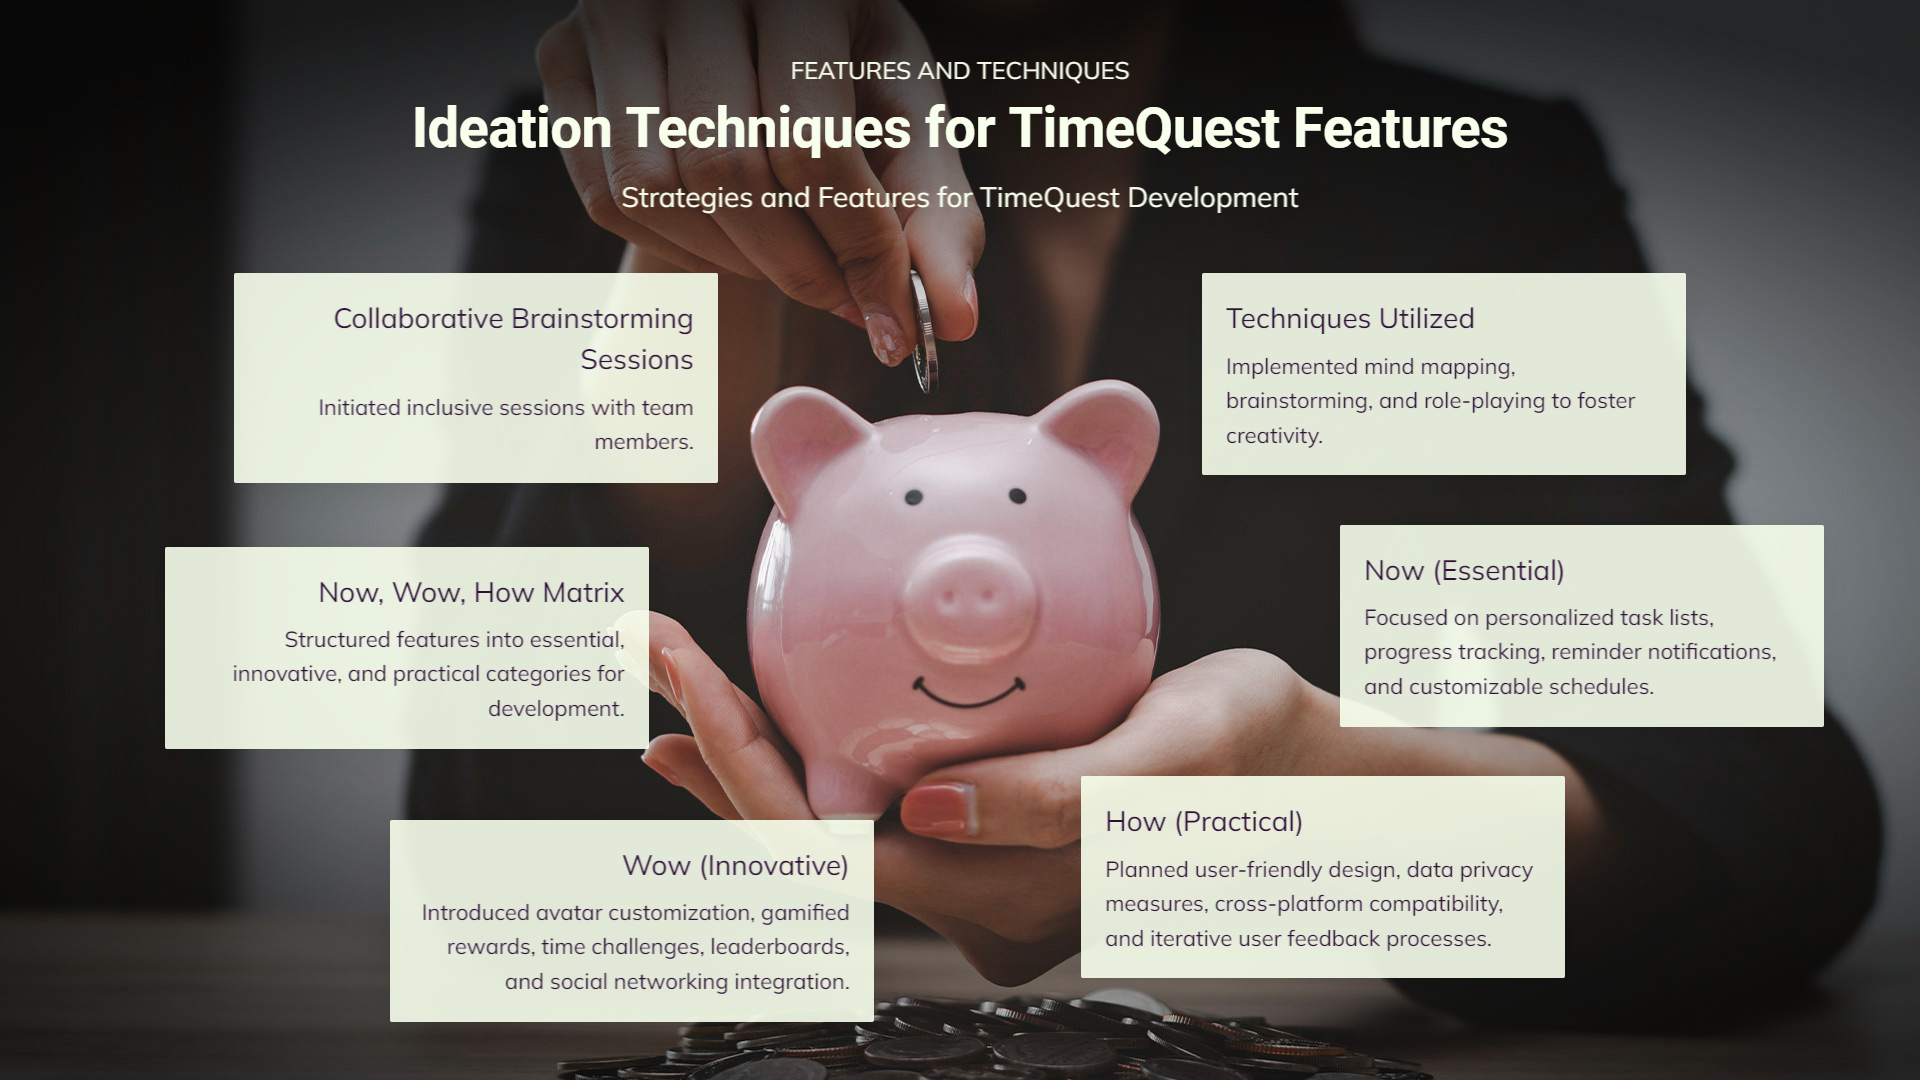 FEATURES AND TECHNIQUES
Ideation Techniques for TimeQuest Features
Strategies and Features for TimeQuest Development
Collaborative Brainstorming
Sessions
Initiated inclusive sessions with team
members.
Techniques Utilized
Implemented mind mapping,
brainstorming, and role-playing to foster
creativity.
Now, Wow, How Matrix
Structured features into essential,
innovative, and practical categories for
development.
Now (Essential)
Focused on personalized task lists,
progress tracking, reminder notifications,
and customizable schedules.
Wow (Innovative)
Introduced avatar customization, gamified
rewards, time challenges, leaderboards,
and social networking integration.
How (Practical)
Planned user-friendly design, data privacy
measures, cross-platform compatibility,
and iterative user feedback processes.